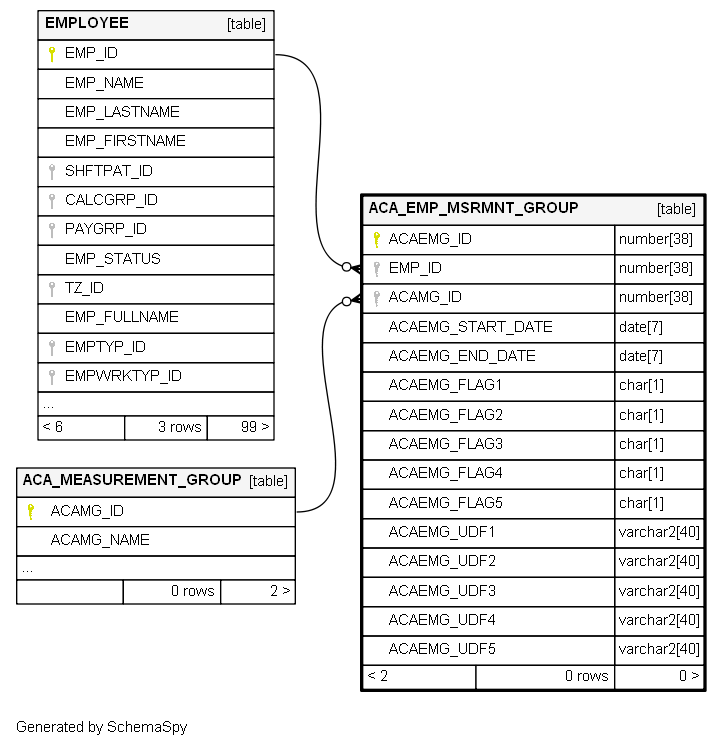 EMPLOYEE [table]
EMP_ID
EMP_NAME
EMP_LASTNAME
EMP_FIRSTNAME
SHFTPAT_ID
CALCGRP_ID
PAYGRP_ID
EMP_STATUS
TZ_ID
EMP_FULLNAME
EMPTYP_ID
EMPWRKTYP_ID
...
< 6 3 rows 99 >
ACA_MEASUREMENT_GROUP [table]
ACAMG_ID
ACAMG_NAME
...
0 rows 2 >
ACA_EMP_MSRMNT_GROUP [table]
ACAEMG_ID number[38]
EMP_ID number[38]
ACAMG_ID number[38]
ACAEMG_START_DATE date[7]
ACAEMG_END_DATE date[7]
ACAEMG_FLAG1 char[1]
ACAEMG_FLAG2 char[1]
ACAEMG_FLAG3 char[1]
ACAEMG_FLAG4 char[1]
ACAEMG_FLAG5 char[1]
ACAEMG_UDF1 varchar2[40]
ACAEMG_UDF2 varchar2[40]
ACAEMG_UDF3 varchar2[40]
ACAEMG_UDF4 varchar2[40]
ACAEMG_UDF5 varchar2[40]
< 2 0 rows 0 >
Generated by SchemaSpy